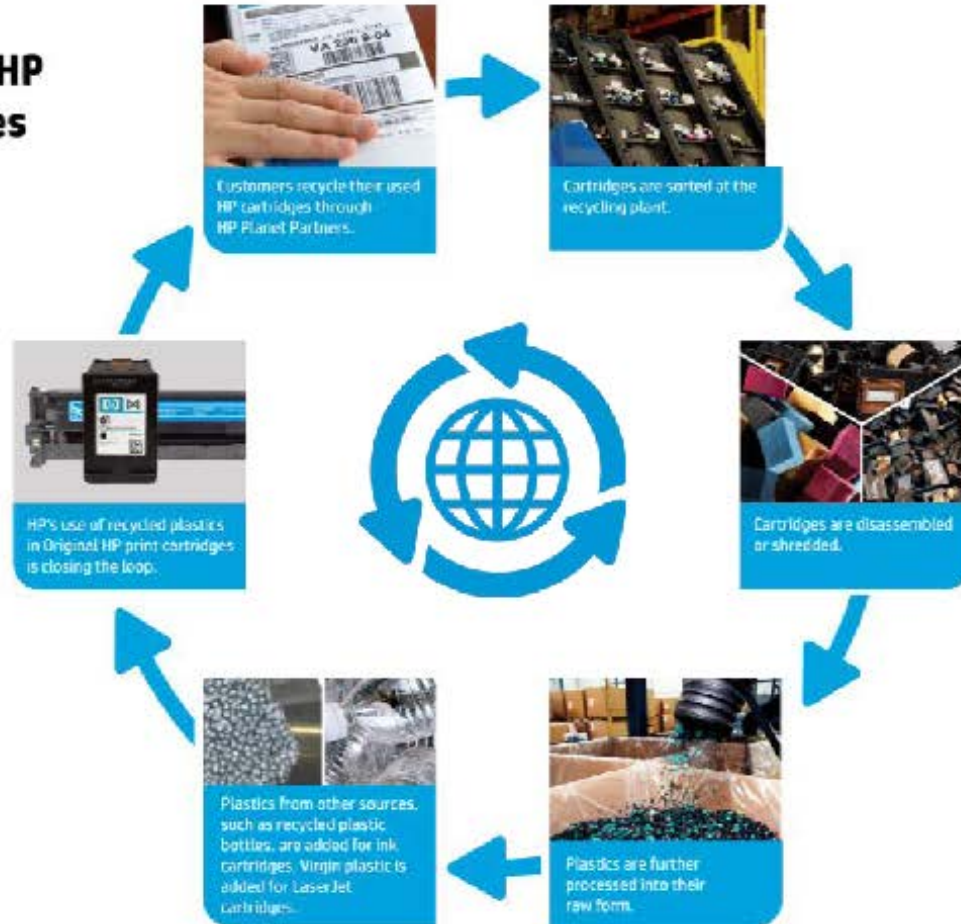 HP
es
VA
Customers recycle their used
HP cartridges through
HP Planet Partners.
Cartridges are sorted at the
recycling plant.
Cartridges are disassembled
or shredded.
Plastics are further
processed into their
raw form.
Plastics from other sources,
such as recycled plastic
bottles, are added for ink
cartridges. Virgin plastic is
added for LaserJet
cartridges.
HP's use of recycled plastics
in Original HP print cartridges
is closing the loop.